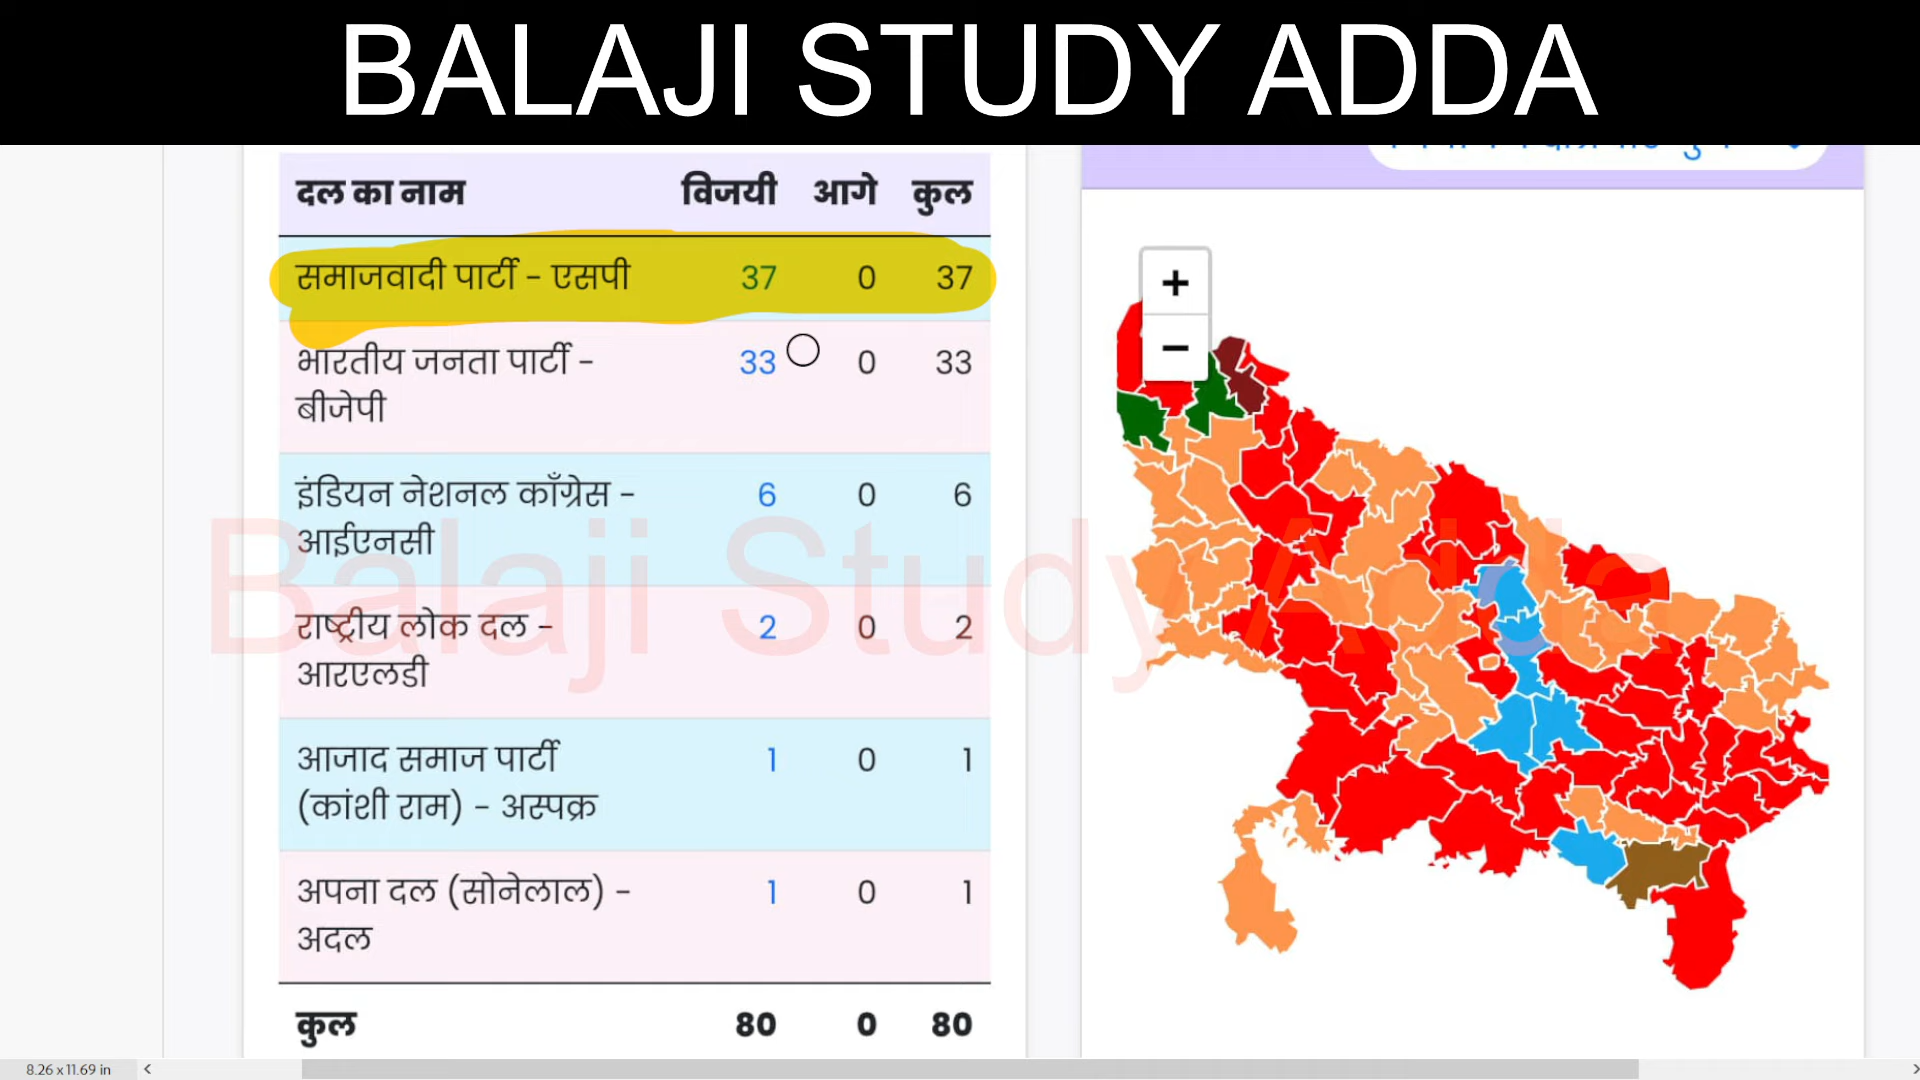 BALAJI STUDY ADDA
दल का नाम विजयी आगे कुल
समाजवादी पार्टी - एसपी 37 0 37
भारतीय जनता पार्टी - 33 0 33
बीजेपी
इंडियन नेशनल काँग्रेस - 6 0 6
आईएनसी
राष्ट्रीय लोक दल - 2 0 2
आरएलडी
आजाद समाज पार्टी 1 0 1
(कांशी राम) - अस्पक्र
अपना दल (सोनेलाल) - 1 0 1
अदल
कुल 80 0 80
+
−
Balaji Study Adda
8.26 x 11.69 in